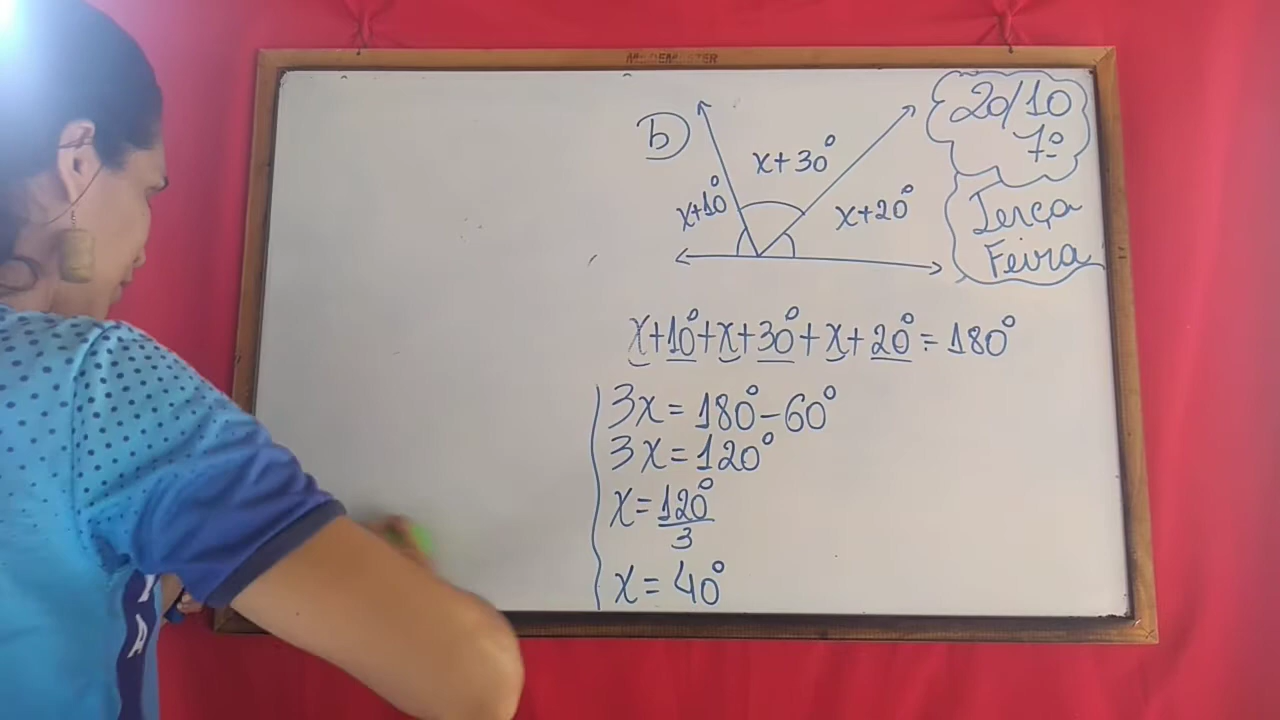 b)
x+30°
x+10°
x+20°
20/10
7º
Terça
Feira
x+10°+x+30°+x+20°=180°
3x=180°-60°
3x=120°
x=120°
3
x=40°